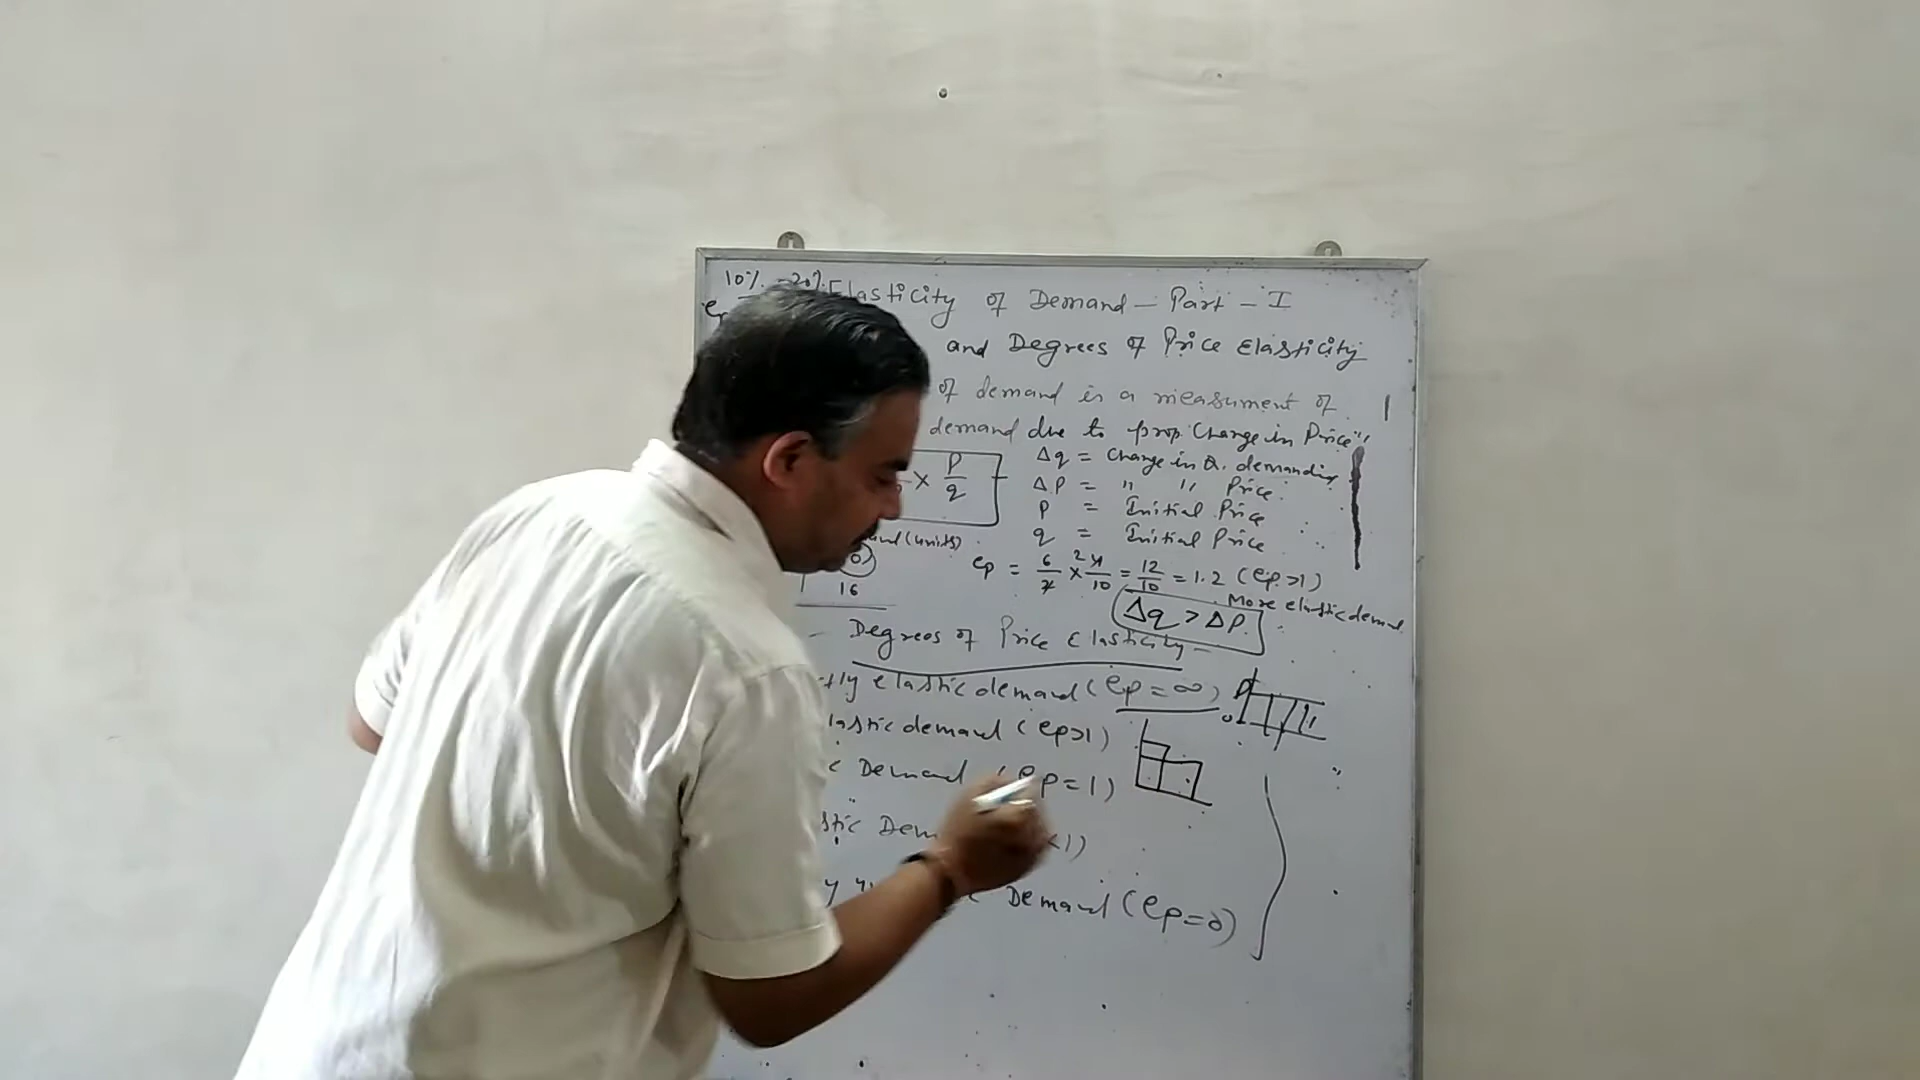 10% -20% Elasticity of Demand - Part - I
and Degrees of Price Elasticity
of demand is a measument of
demand due to prop. Change in Price"
× P/q
Δq = Change in Q. demanding
ΔP = " " Price
P = Initial Price
q = Initial Price
(units)
16
ep = 6/2 × 24/10 = 12/10 = 1.2 (ep >1)
More elastic demand.
Δq > ΔP.
- Degrees of Price Elasticity -
tly elastic demand (ep = ∞)
lastic demand (ep>1)
c Demand (ep = 1)
stic Dem <1)
y Demand (ep = 0)